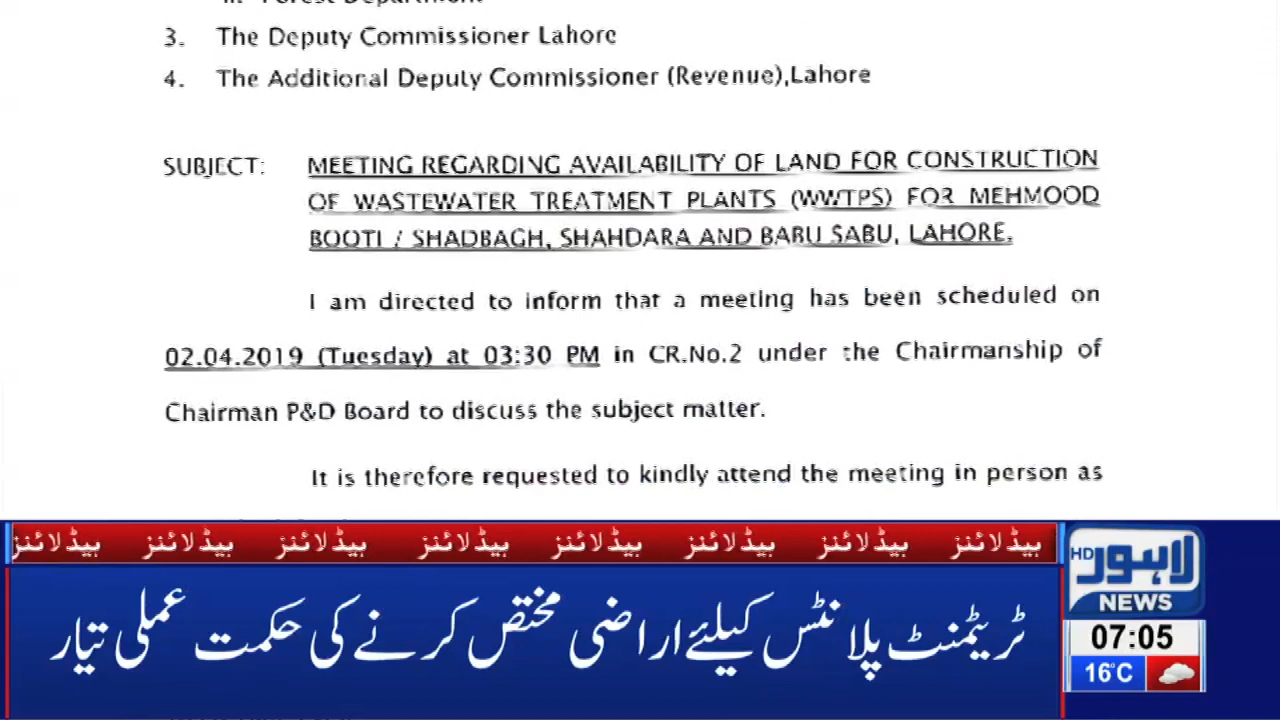 3. The Deputy Commissioner Lahore
4. The Additional Deputy Commissioner (Revenue),Lahore
SUBJECT: MEETING REGARDING AVAILABILITY OF LAND FOR CONSTRUCTION
OF WASTEWATER TREATMENT PLANTS (WWTPS) FOR MEHMOOD
BOOTI / SHADBAGH, SHAHDARA AND BABU SABU, LAHORE.
I am directed to inform that a meeting has been scheduled on
02.04.2019 (Tuesday) at 03:30 PM in CR.No.2 under the Chairmanship of
Chairman P&D Board to discuss the subject matter.
It is therefore requested to kindly attend the meeting in person as
ہیڈلائنز ہیڈلائنز ہیڈلائنز ہیڈلائنز ہیڈلائنز ہیڈلائنز ہیڈلائنز ہیڈلائنز
ٹریٹمنٹ پلانٹس کیلئے اراضی مختص کرنے کی حکمت عملی تیار
لاہور HD
NEWS
07:05
16°C